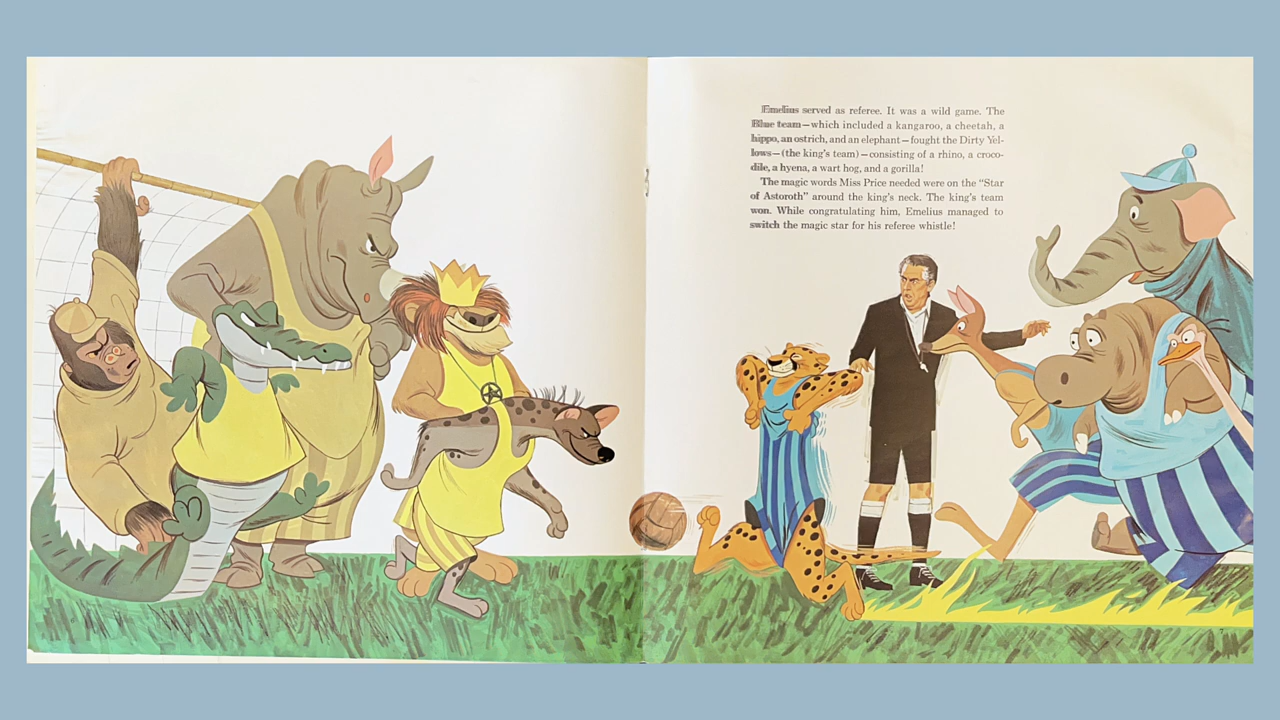 Emelius served as referee. It was a wild game. The
Blue team—which included a kangaroo, a cheetah, a
hippo, an ostrich, and an elephant—fought the Dirty Yel-
lows—(the king's team)—consisting of a rhino, a croco-
dile, a hyena, a wart hog, and a gorilla!
The magic words Miss Price needed were on the “Star
of Astoroth” around the king's neck. The king's team
won. While congratulating him, Emelius managed to
switch the magic star for his referee whistle!
7